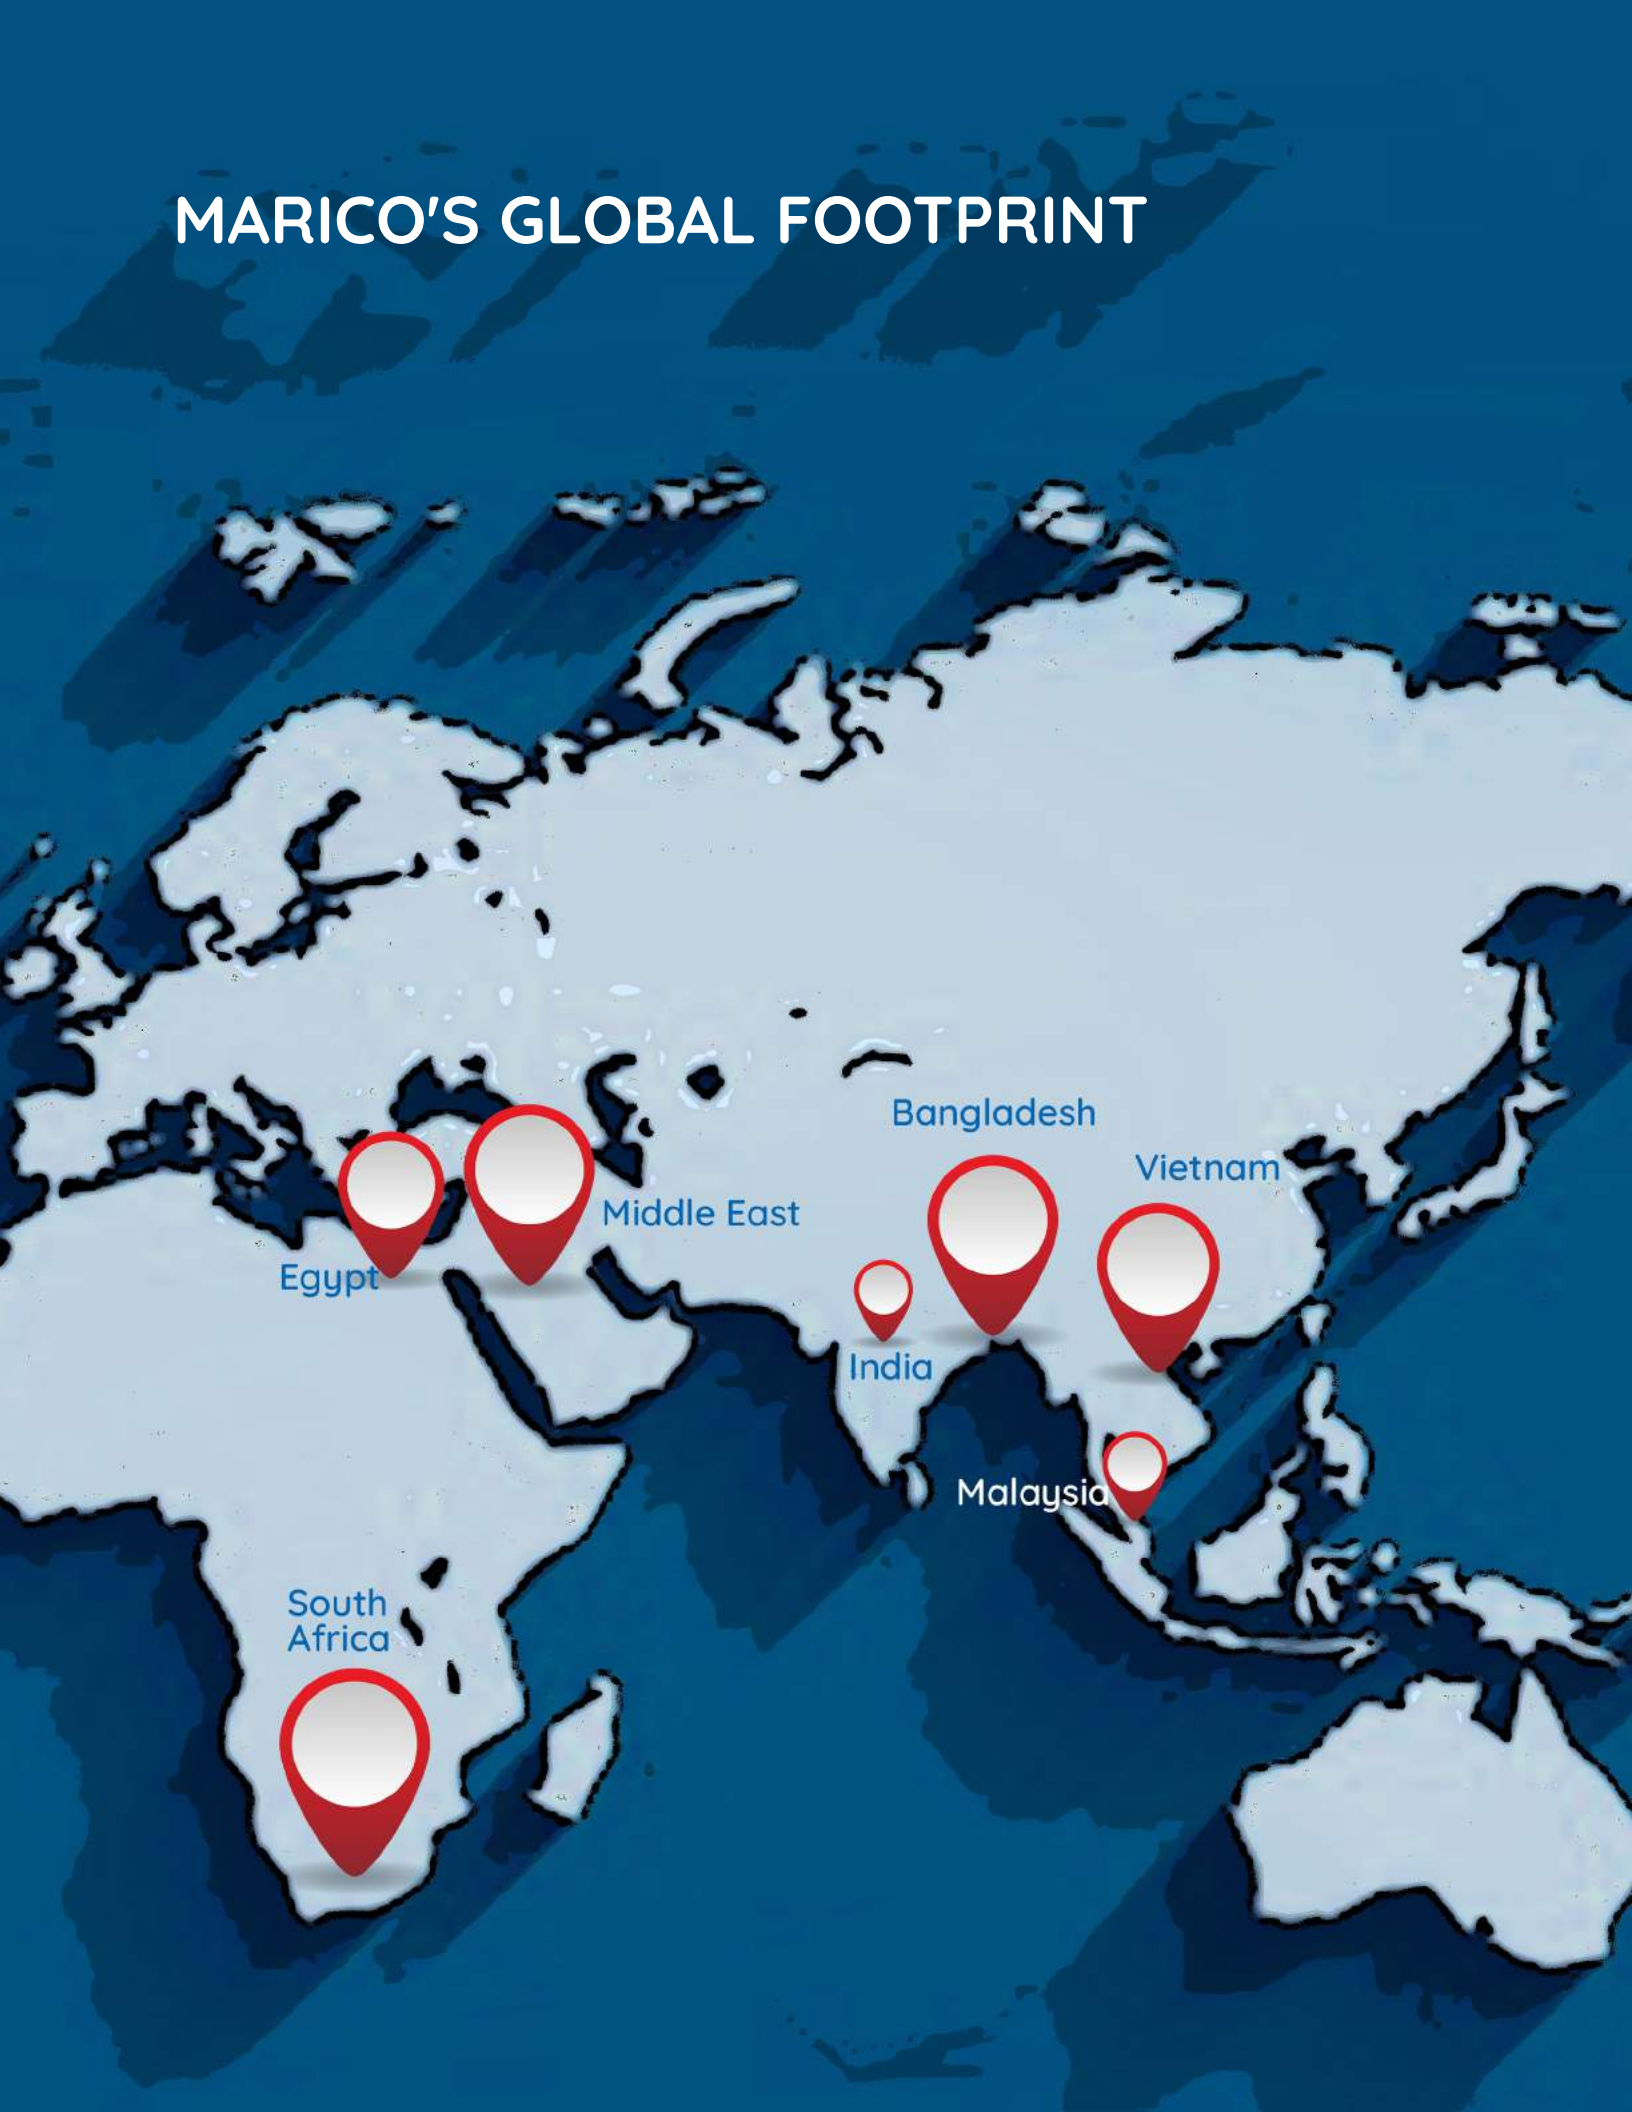 MARICO'S GLOBAL FOOTPRINT
Bangladesh
Vietnam
Middle East
Egypt
India
Malaysia
South
Africa